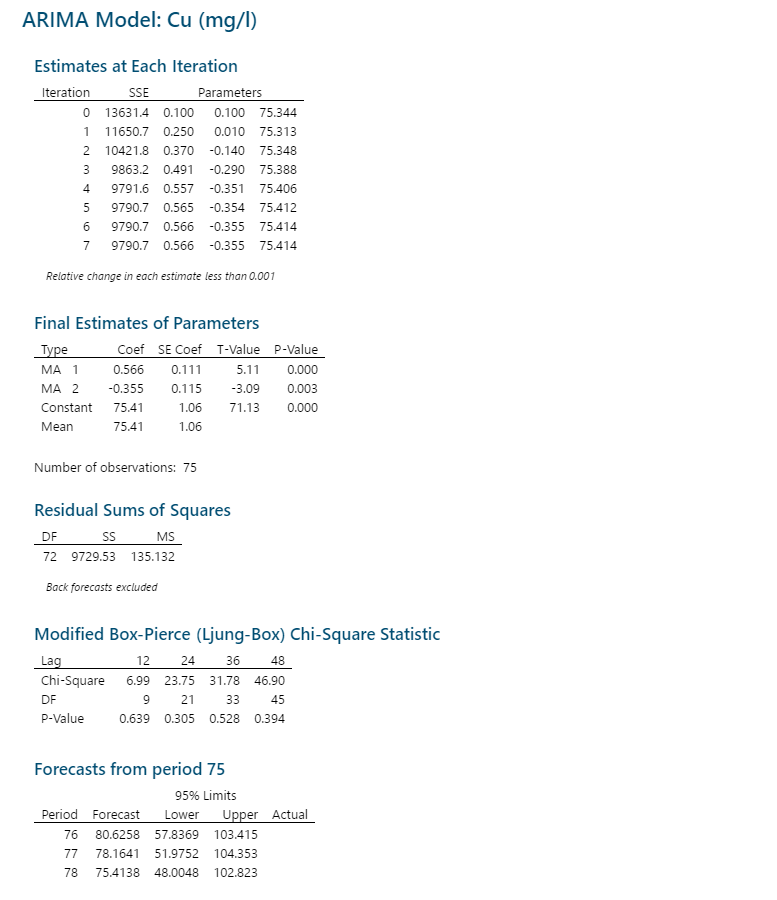 ARIMA Model: Cu (mg/l)
Estimates at Each Iteration
Iteration SSE Parameters
0 13631.4 0.100 0.100 75.344
1 11650.7 0.250 0.010 75.313
2 10421.8 0.370 -0.140 75.348
3 9863.2 0.491 -0.290 75.388
4 9791.6 0.557 -0.351 75.406
5 9790.7 0.565 -0.354 75.412
6 9790.7 0.566 -0.355 75.414
7 9790.7 0.566 -0.355 75.414
Relative change in each estimate less than 0.001
Final Estimates of Parameters
Type Coef SE Coef T-Value P-Value
MA 1 0.566 0.111 5.11 0.000
MA 2 -0.355 0.115 -3.09 0.003
Constant 75.41 1.06 71.13 0.000
Mean 75.41 1.06
Number of observations: 75
Residual Sums of Squares
DF SS MS
72 9729.53 135.132
Back forecasts excluded
Modified Box-Pierce (Ljung-Box) Chi-Square Statistic
Lag 12 24 36 48
Chi-Square 6.99 23.75 31.78 46.90
DF 9 21 33 45
P-Value 0.639 0.305 0.528 0.394
Forecasts from period 75
95% Limits
Period Forecast Lower Upper Actual
76 80.6258 57.8369 103.415
77 78.1641 51.9752 104.353
78 75.4138 48.0048 102.823